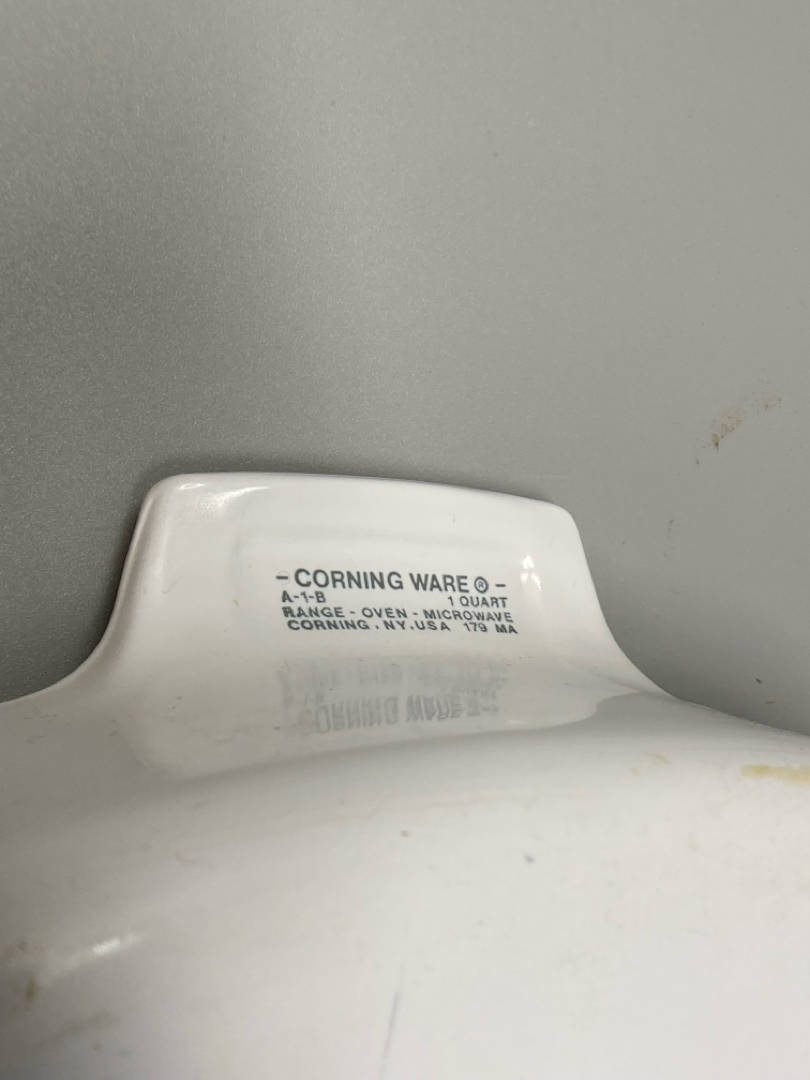 - CORNING WARE ® -
A-1-B 1 QUART
RANGE - OVEN - MICROWAVE
CORNING . NY . USA 179 MA